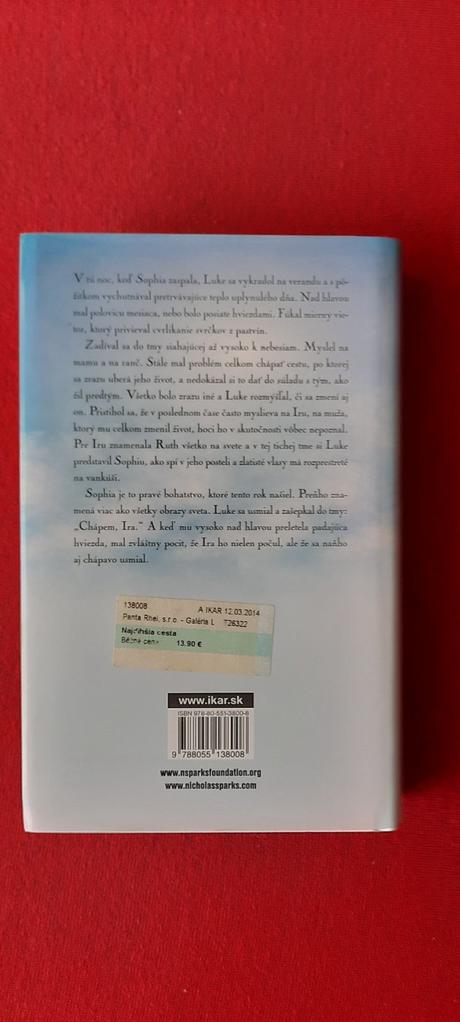 V tú noc, keď Sophia zaspala, Luke sa vykradol na verandu a s pô-
žitkom vychutnával pretrvávajúce teplo uplynulého dňa. Nad hlavou
mal polovicu mesiaca, nebo bolo posiate hviezdami. Fúkal mierny vie-
tor, ktorý privieval cvrlikanie svrčkov z pastvín.
Zadíval sa do tmy siahajúcej až vysoko k nebesiam. Myslel na
mamu a na ranč. Stále mal problém celkom chápať cestu, po ktorej
sa zrazu uberá jeho život, a nedokázal si to dať do súladu s tým, ako
žil predtým. Všetko bolo zrazu iné a Luke rozmýšľal, či sa zmení aj
on. Pristihol sa, že v poslednom čase často myslieva na Iru, na muža,
ktorý mu celkom zmenil život, hoci ho v skutočnosti vôbec nepoznal.
Pre Iru znamenala Ruth všetko na svete a v tej tichej tme si Luke
predstavil Sophiu, ako spí v jeho posteli a zlatisté vlasy má rozprestreté
na vankúši.
Sophia je to pravé bohatstvo, ktoré tento rok našiel. Preňho zna-
mená viac ako všetky obrazy sveta. Luke sa usmial a zašepkal do tmy:
„Chápem, Ira.“ A keď mu vysoko nad hlavou preletela padajúca
hviezda, mal zvláštny pocit, že Ira ho nielen počul, ale že sa naňho
aj chápavo usmial.
138008 A IKAR 12.03.2014
Panta Rhei, s.r.o. - Galéria L T26322
Najdlhšia cesta
Bežná cena 13.90 €
www.ikar.sk
ISBN 978-80-551-3800-8
9 788055 138008
www.nsparksfoundation.org
www.nicholassparks.com